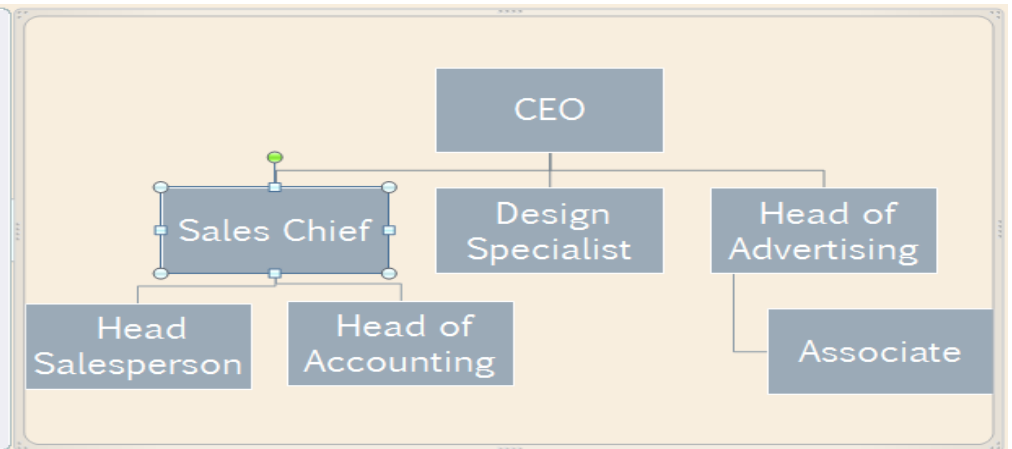 CEO
Sales Chief
Design
Specialist
Head of
Advertising
Head
Salesperson
Head of
Accounting
Associate